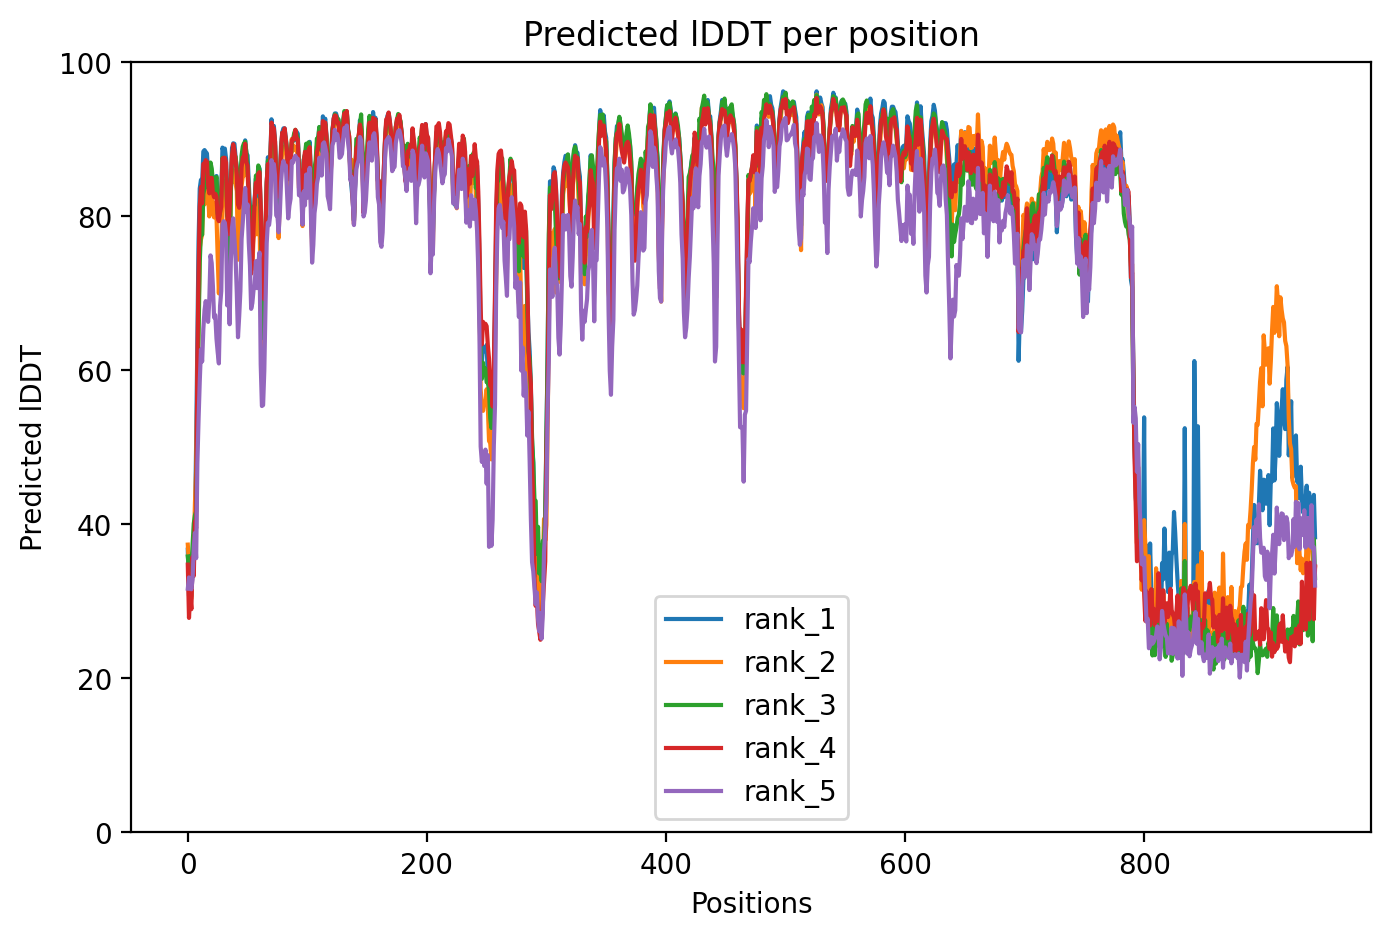 Predicted lDDT per position
100
80
60
40
20
0
Predicted lDDT
0 200 400 600 800
Positions
rank_1
rank_2
rank_3
rank_4
rank_5